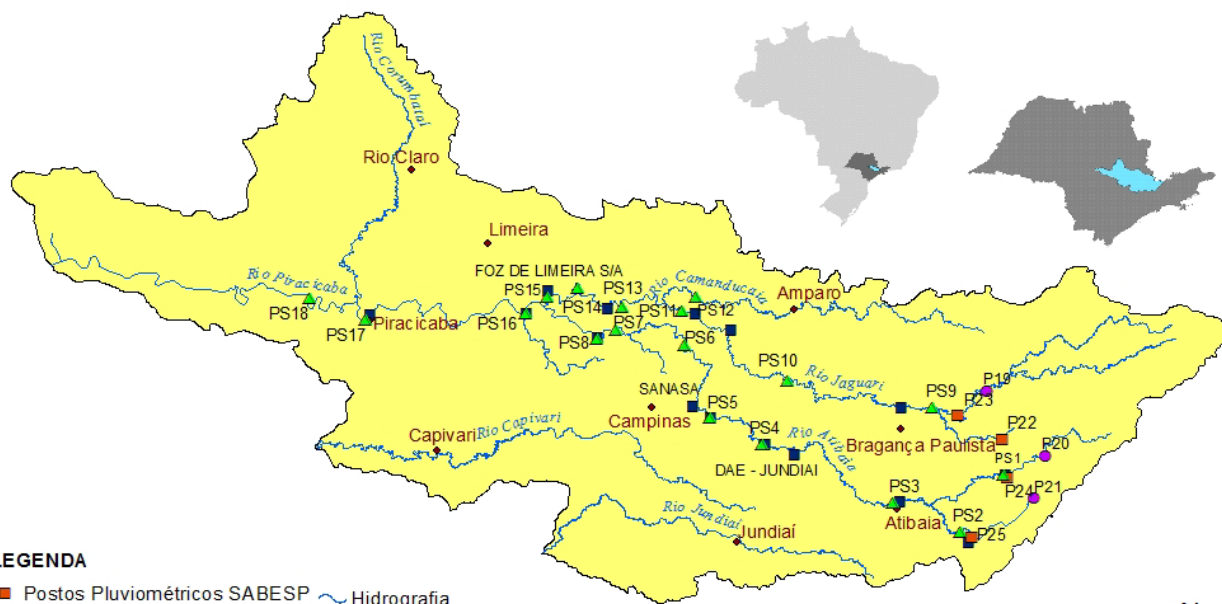 Rio Corumbataí
Rio Claro
Limeira
FOZ DE LIMEIRA S/A
Rio Camanducaia
Rio Piracicaba
PS15
PS13
Amparo
PS18
PS14
PS11
PS12
PS16
PS7
Piracicaba
PS17
PS8
PS6
PS10
Rio Jaguari
P19
SANASA
PS9
P23
PS5
Campinas
Rio Capivari
Capivari
PS4
Rio Atibaia
Bragança Paulista
P22
P20
DAE - JUNDIAI
PS1
P24
P21
PS3
Atibaia
Rio Jundiaí
Jundiaí
PS2
P25
LEGENDA
Postos Pluviométricos SABESP
Hidrografia